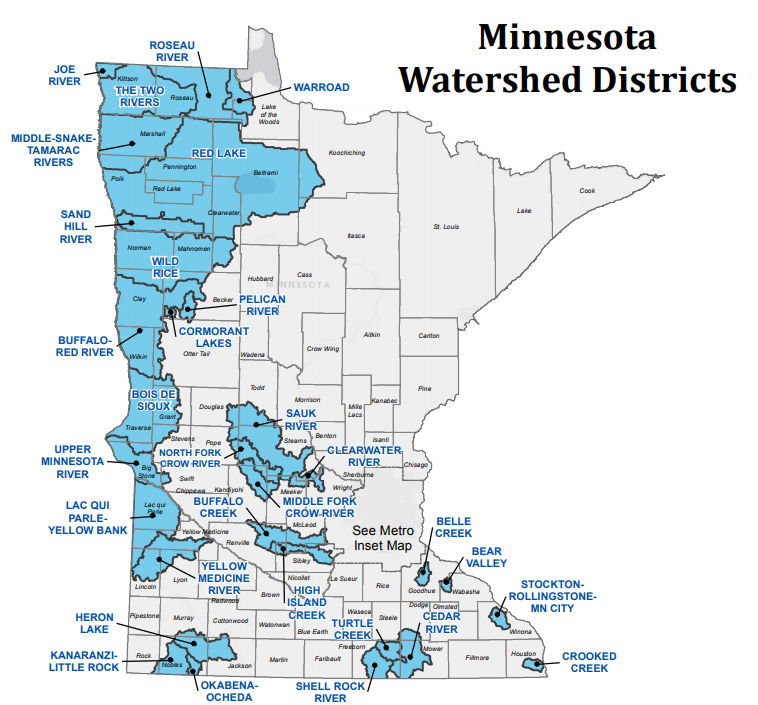 Minnesota
Watershed Districts
ROSEAU
RIVER
JOE
RIVER
Kittson
THE TWO
RIVERS
Roseau
WARROAD
Lake
of the
Woods
MIDDLE-SNAKE-
TAMARAC
RIVERS
Marshall
RED LAKE
Koochiching
Pennington
Polk
Red Lake
Beltrami
Cook
Lake
St. Louis
Clearwater
SAND
HILL
RIVER
Itasca
Norman
Mahnomen
WILD
RICE
Hubbard
Cass
MINNESOTA
Clay
Becker
PELICAN
RIVER
CORMORANT
LAKES
BUFFALO-
RED RIVER
Wilkin
Otter Tail
Wadena
Crow Wing
Aitkin
Carlton
Pine
BOIS DE
SIOUX
Grant
Traverse
Douglas
Todd
Morrison
Mille
Lacs
Kanabec
SAUK
RIVER
Stevens
Pope
Stearns
Benton
Isanti
Chisago
UPPER
MINNESOTA
RIVER
Big
Stone
NORTH FORK
CROW RIVER
CLEARWATER
RIVER
Swift
Chippewa
Kandiyohi
Meeker
Wright
Sherburne
LAC QUI
PARLE-
YELLOW BANK
Lac qui
Parle
BUFFALO
CREEK
MIDDLE FORK
CROW RIVER
McLeod
See Metro
Inset Map
BELLE
CREEK
BEAR
VALLEY
Yellow Medicine
Renville
Sibley
YELLOW
MEDICINE
RIVER
Lincoln
Lyon
Redwood
Brown
Nicollet
Le Sueur
Rice
Goodhue
Wabasha
HIGH
ISLAND
CREEK
STOCKTON-
ROLLINGSTONE-
MN CITY
HERON
LAKE
Pipestone
Murray
Cottonwood
Watonwan
Blue Earth
Waseca
Steele
Dodge
Olmsted
Winona
TURTLE
CREEK
CEDAR
RIVER
KANARANZI-
LITTLE ROCK
Rock
Nobles
Jackson
Martin
Faribault
Freeborn
Mower
Fillmore
Houston
CROOKED
CREEK
OKABENA-
OCHEDA
SHELL ROCK
RIVER